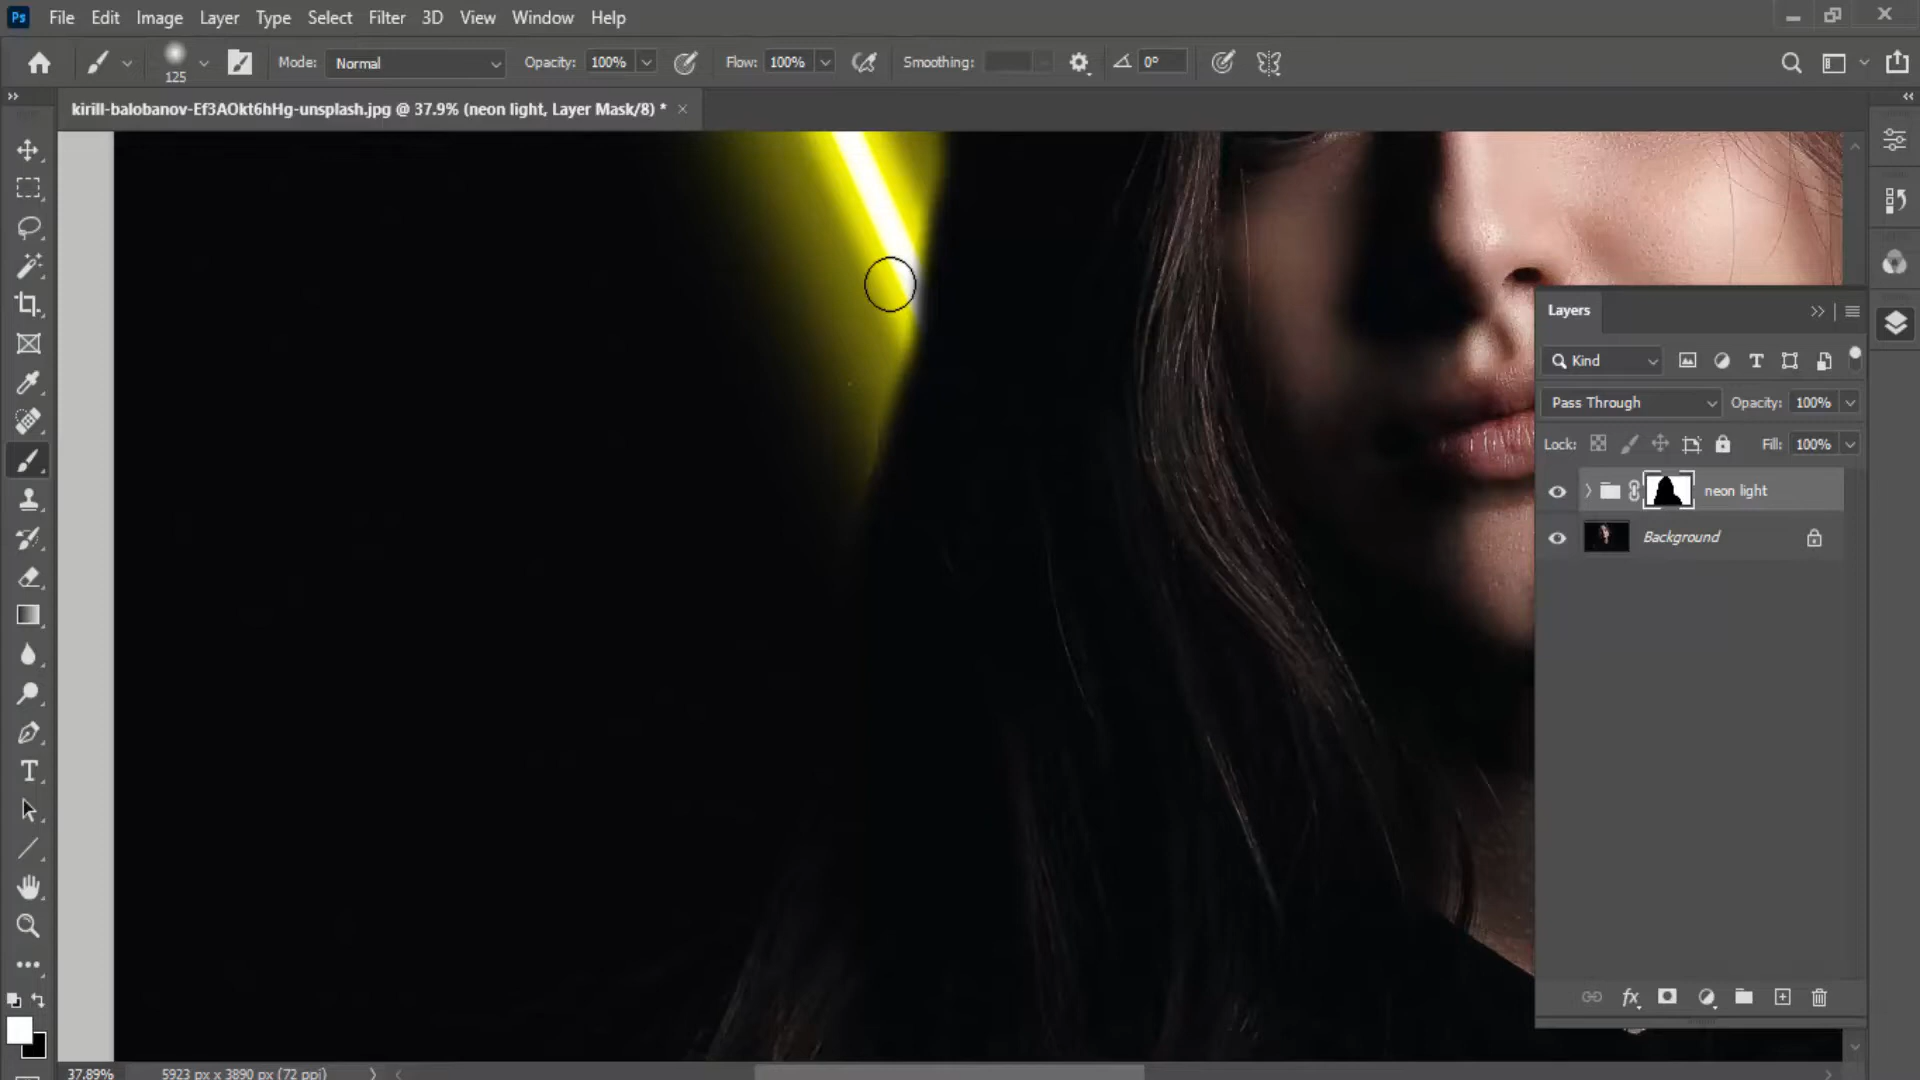 Ps File Edit Image Layer Type Select Filter 3D View Window Help
125 Mode: Normal Opacity: 100% Flow: 100% Smoothing: 0°
kirill-balobanov-Ef3AOkt6hHg-unsplash.jpg @ 37.9% (neon light, Layer Mask/8) *
Layers
Kind
Pass Through Opacity: 100%
Lock: Fill: 100%
neon light
Background
fx
37.89% 5923 px x 3890 px (72 ppi)